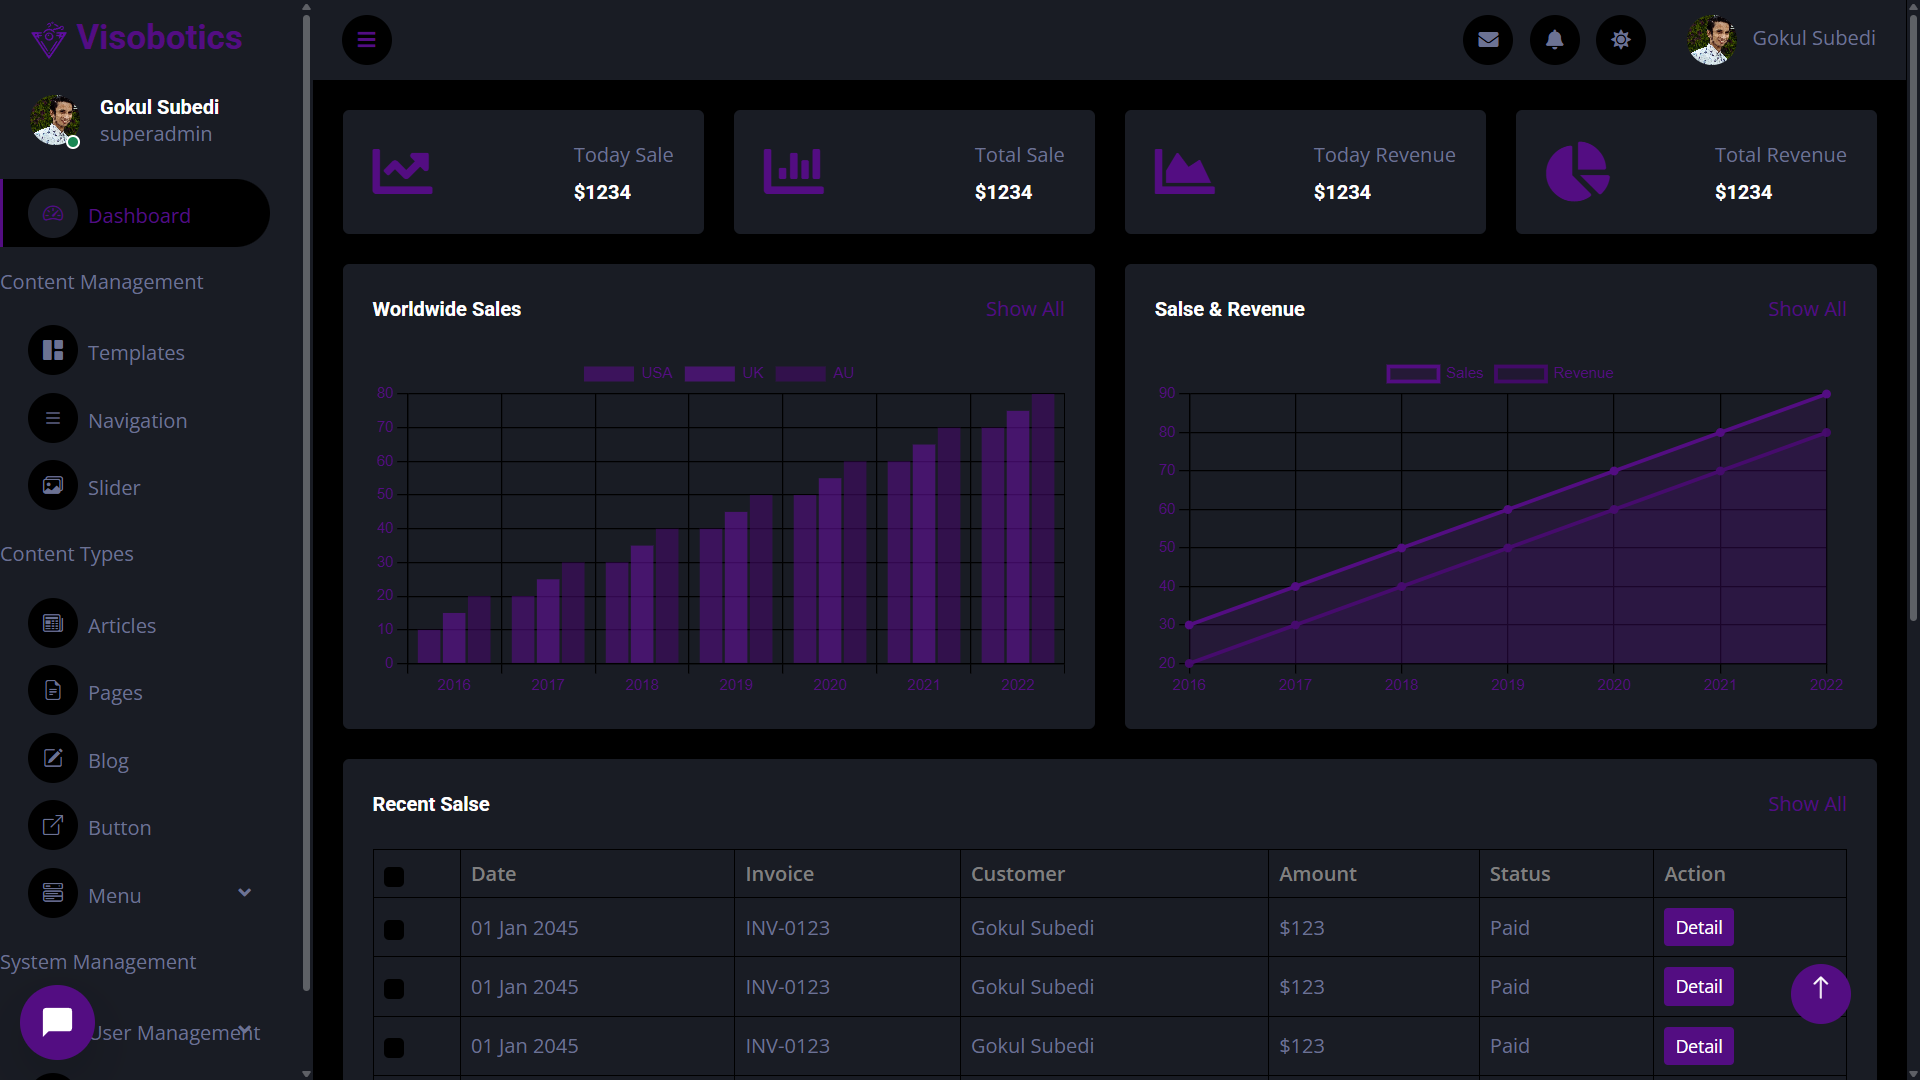 Visobotics
Gokul Subedi
superadmin
Dashboard
Content Management
Templates
Navigation
Slider
Content Types
Articles
Pages
Blog
Button
Menu
System Management
User Management
Gokul Subedi
Today Sale
$1234
Total Sale
$1234
Today Revenue
$1234
Total Revenue
$1234
Worldwide Sales Show All
USA UK AU
80
70
60
50
40
30
20
10
0
2016 2017 2018 2019 2020 2021 2022
Salse & Revenue Show All
Sales Revenue
90
80
70
60
50
40
30
20
2016 2017 2018 2019 2020 2021 2022
Recent Salse Show All
Date Invoice Customer Amount Status Action
01 Jan 2045 INV-0123 Gokul Subedi $123 Paid Detail
01 Jan 2045 INV-0123 Gokul Subedi $123 Paid Detail
01 Jan 2045 INV-0123 Gokul Subedi $123 Paid Detail